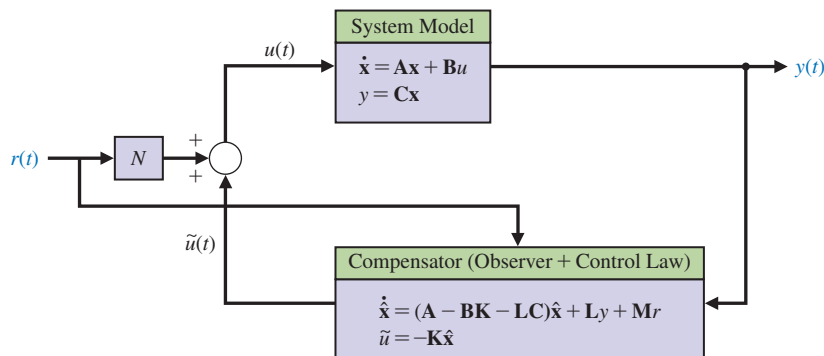 System Model
u(t)
ẋ = Ax + Bu
y = Cx
y(t)
+
N
r(t)
+
ũ(t)
Compensator (Observer + Control Law)
x̂̇ = (A − BK − LC)x̂ + Ly + Mr
ũ = −Kx̂